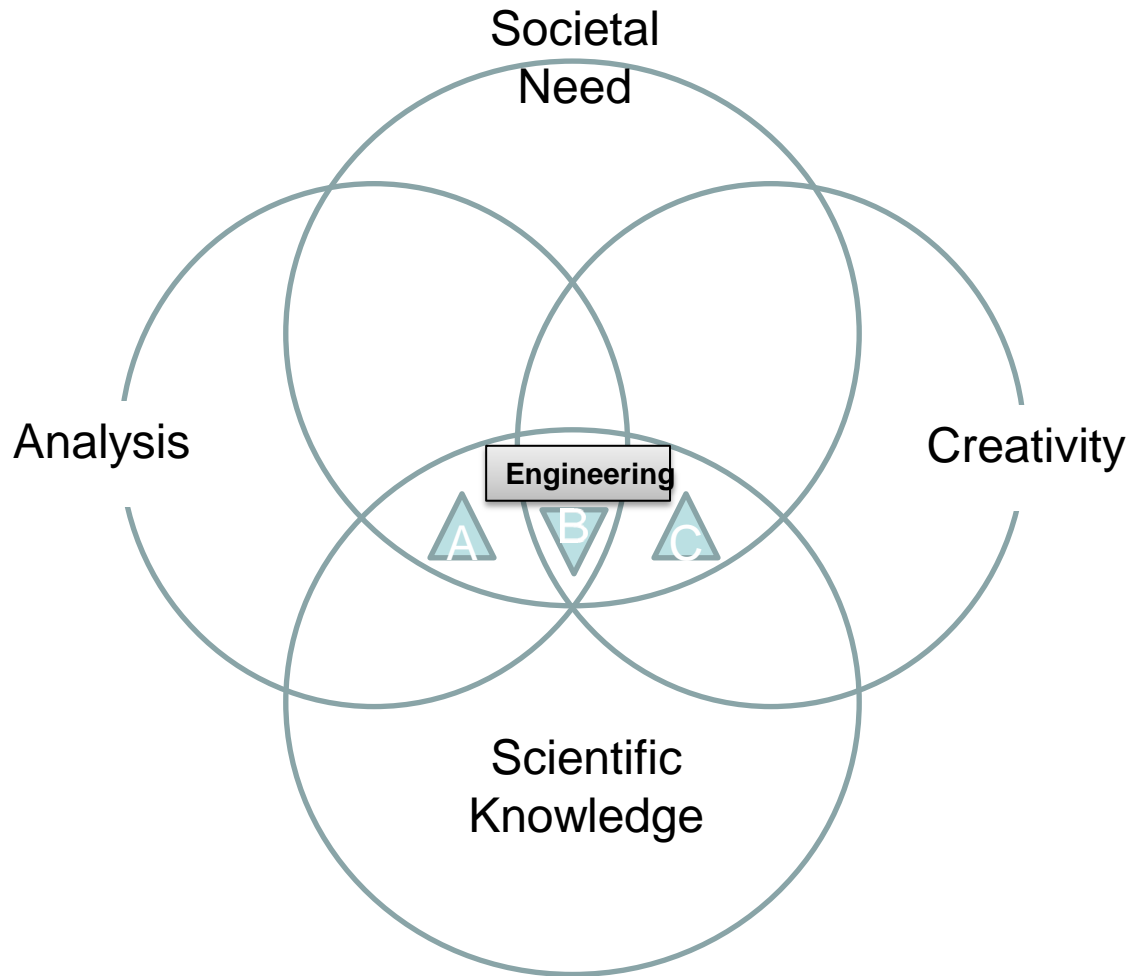 Societal
Need
Analysis
Creativity
Engineering
A
B
C
Scientific
Knowledge